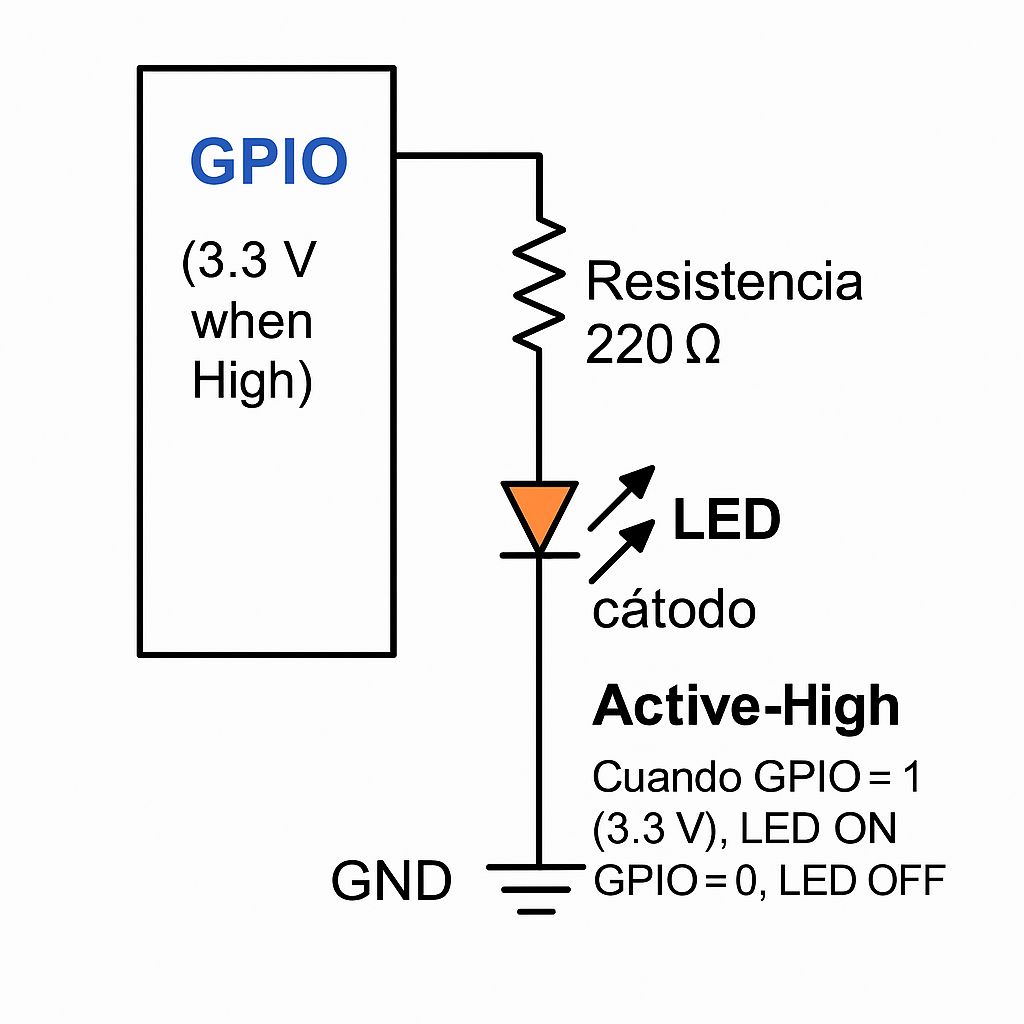 GPIO
(3.3 V
when
High)
Resistencia
220 Ω
LED
cátodo
Active-High
Cuando GPIO = 1
(3.3 V), LED ON
GPIO = 0, LED OFF
GND